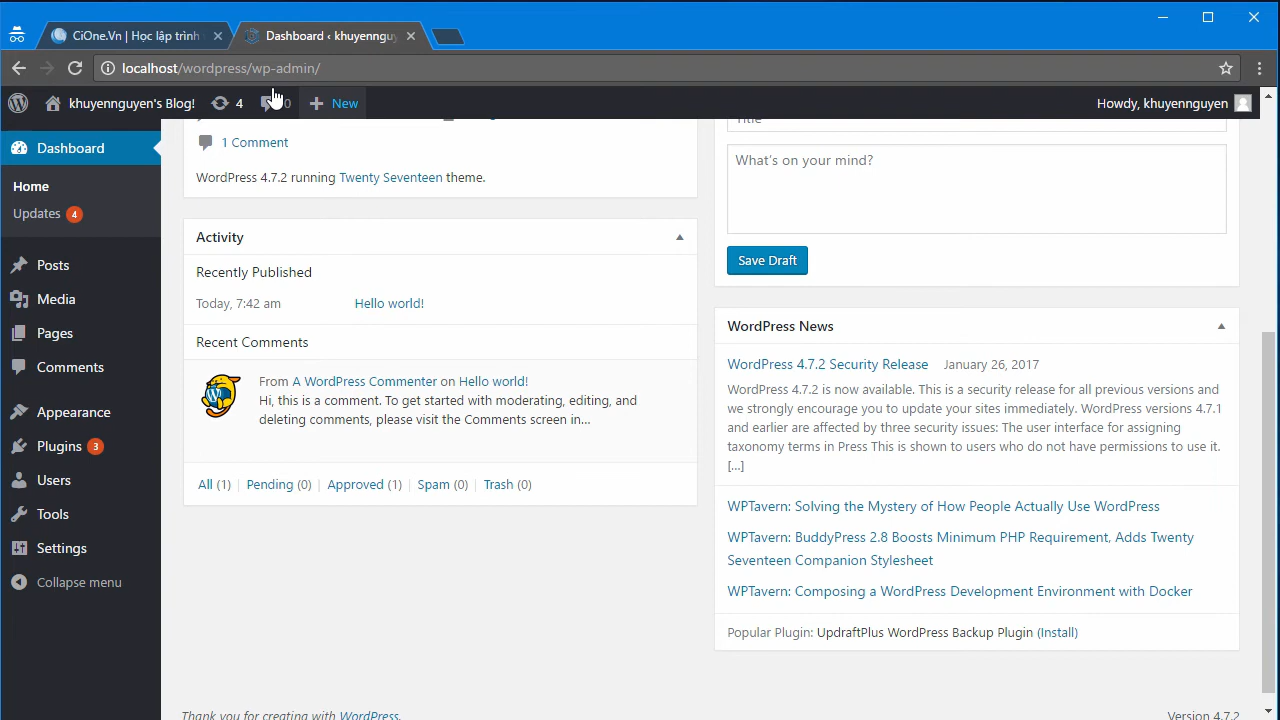 CiOne.Vn | Học lập trình
Dashboard ‹ khuyennguy
localhost/wordpress/wp-admin/
khuyennguyen's Blog! 4 0 New Howdy, khuyennguyen
Dashboard
Home
Updates 4
Posts
Media
Pages
Comments
Appearance
Plugins 3
Users
Tools
Settings
Collapse menu
1 Comment
WordPress 4.7.2 running Twenty Seventeen theme.
Activity
Recently Published
Today, 7:42 am Hello world!
Recent Comments
From A WordPress Commenter on Hello world!
Hi, this is a comment. To get started with moderating, editing, and
deleting comments, please visit the Comments screen in…
All (1) | Pending (0) | Approved (1) | Spam (0) | Trash (0)
Title
What's on your mind?
Save Draft
WordPress News
WordPress 4.7.2 Security Release January 26, 2017
WordPress 4.7.2 is now available. This is a security release for all previous versions and
we strongly encourage you to update your sites immediately. WordPress versions 4.7.1
and earlier are affected by three security issues: The user interface for assigning
taxonomy terms in Press This is shown to users who do not have permissions to use it.
[…]
WPTavern: Solving the Mystery of How People Actually Use WordPress
WPTavern: BuddyPress 2.8 Boosts Minimum PHP Requirement, Adds Twenty
Seventeen Companion Stylesheet
WPTavern: Composing a WordPress Development Environment with Docker
Popular Plugin: UpdraftPlus WordPress Backup Plugin (Install)
Thank you for creating with WordPress.
Version 4.7.2